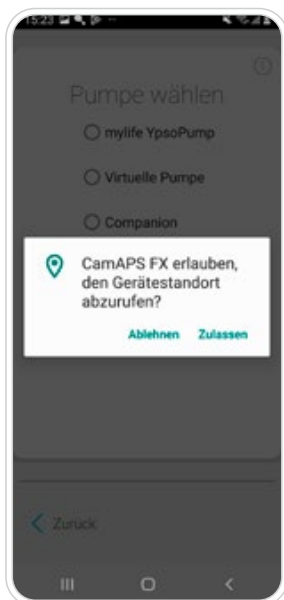 15:23
Pumpe wählen
mylife YpsoPump
Virtuelle Pumpe
Companion
CamAPS FX erlauben,
den Gerätestandort
abzurufen?
Ablehnen Zulassen
Zurück